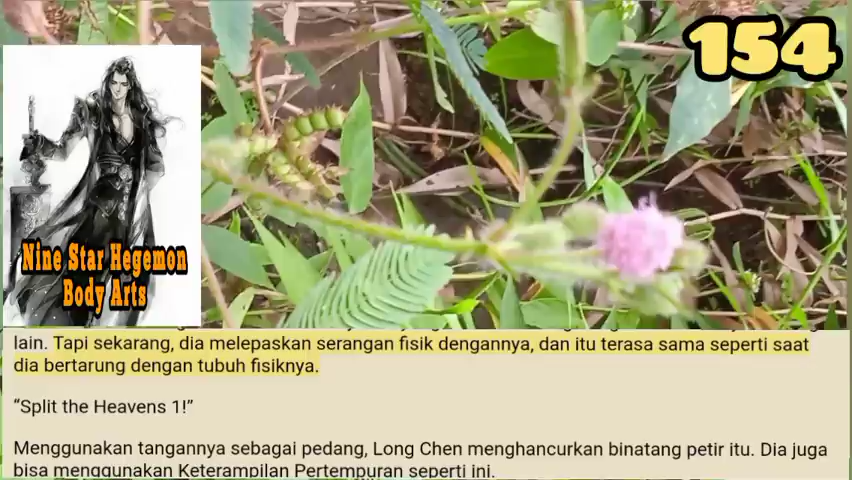 154
Nine Star Hegemon
Body Arts
lain. Tapi sekarang, dia melepaskan serangan fisik dengannya, dan itu terasa sama seperti saat
dia bertarung dengan tubuh fisiknya.
“Split the Heavens 1!”
Menggunakan tangannya sebagai pedang, Long Chen menghancurkan binatang petir itu. Dia juga
bisa menggunakan Keterampilan Pertempuran seperti ini.